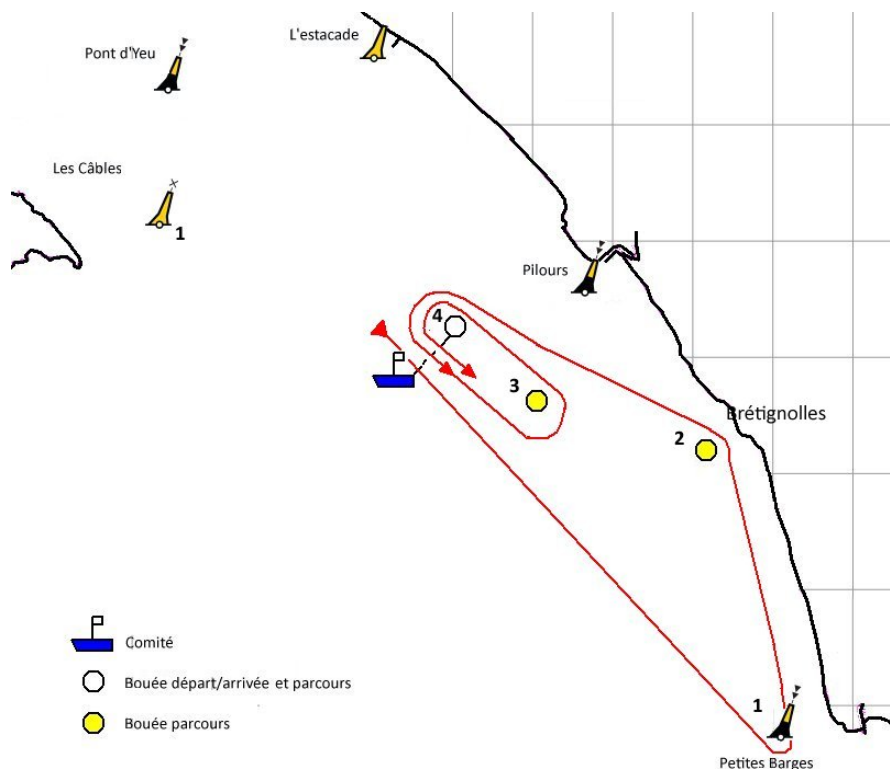 L'estacade
Pont d'Yeu
Les Câbles
1
Pilours
4
3
Brétignolles
2
Comité
Bouée départ/arrivée et parcours
1
Bouée parcours
Petites Barges